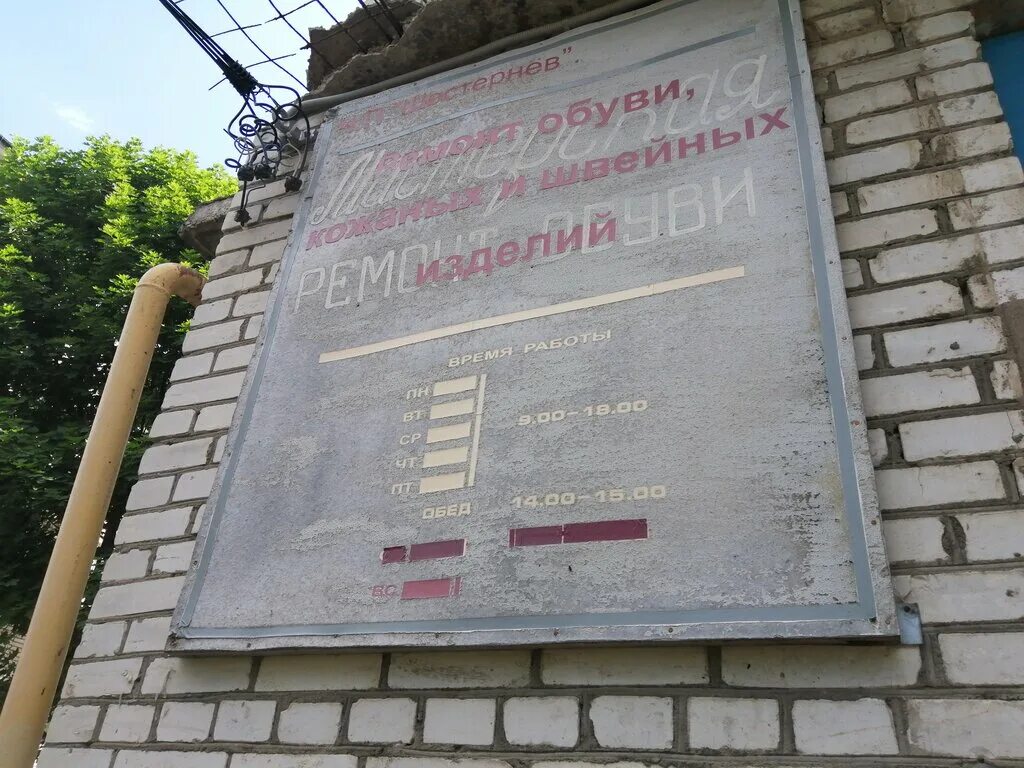 "Шостернёв"
Мастерская
Ремонт обуви,
кожаных и швейных
изделий
РЕМОНТ ОБУВИ
ВРЕМЯ РАБОТЫ
ПН
ВТ
СР 9.00-18.00
ЧТ
ПТ
ОБЕД 14.00-15.00
ВС